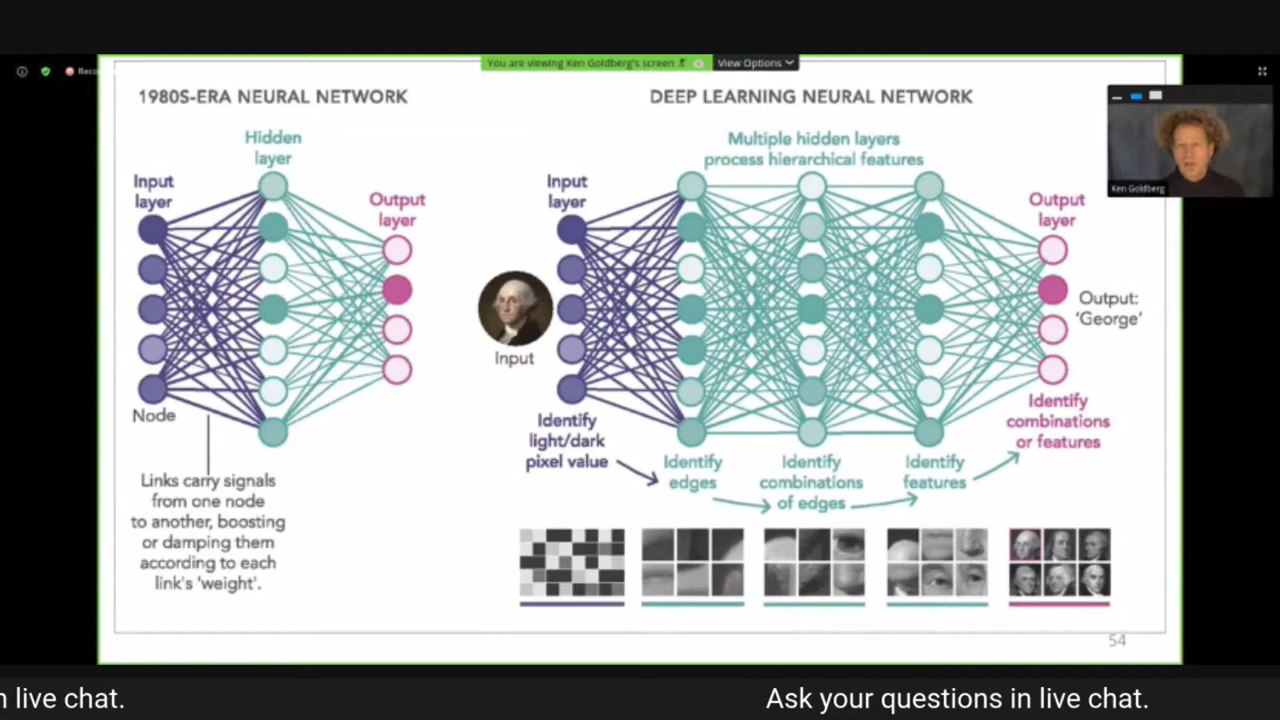 You are viewing Ken Goldberg's screen
View Options
1980S-ERA NEURAL NETWORK
DEEP LEARNING NEURAL NETWORK
Hidden
layer
Input
layer
Output
layer
Node
Links carry signals
from one node
to another, boosting
or damping them
according to each
link's 'weight'.
Multiple hidden layers
process hierarchical features
Input
layer
Output
layer
Input
Output:
'George'
Identify
light/dark
pixel value
Identify
edges
Identify
combinations
of edges
Identify
features
Identify
combinations
or features
Ken Goldberg
54
n live chat.
Ask your questions in live chat.